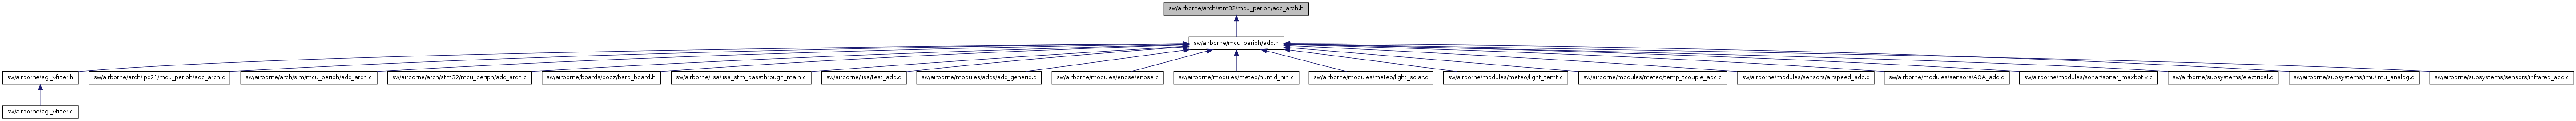 sw/airborne/arch/stm32/mcu_periph/adc_arch.h
sw/airborne/mcu_periph/adc.h
sw/airborne/agl_vfilter.h
sw/airborne/arch/lpc21/mcu_periph/adc_arch.c
sw/airborne/arch/sim/mcu_periph/adc_arch.c
sw/airborne/arch/stm32/mcu_periph/adc_arch.c
sw/airborne/boards/booz/baro_board.h
sw/airborne/lisa/lisa_stm_passthrough_main.c
sw/airborne/lisa/test_adc.c
sw/airborne/modules/adcs/adc_generic.c
sw/airborne/modules/enose/enose.c
sw/airborne/modules/meteo/humid_hih.c
sw/airborne/modules/meteo/light_solar.c
sw/airborne/modules/meteo/light_temt.c
sw/airborne/modules/meteo/temp_tcouple_adc.c
sw/airborne/modules/sensors/airspeed_adc.c
sw/airborne/modules/sensors/AOA_adc.c
sw/airborne/modules/sonar/sonar_maxbotix.c
sw/airborne/subsystems/electrical.c
sw/airborne/subsystems/imu/imu_analog.c
sw/airborne/subsystems/sensors/infrared_adc.c
sw/airborne/agl_vfilter.c